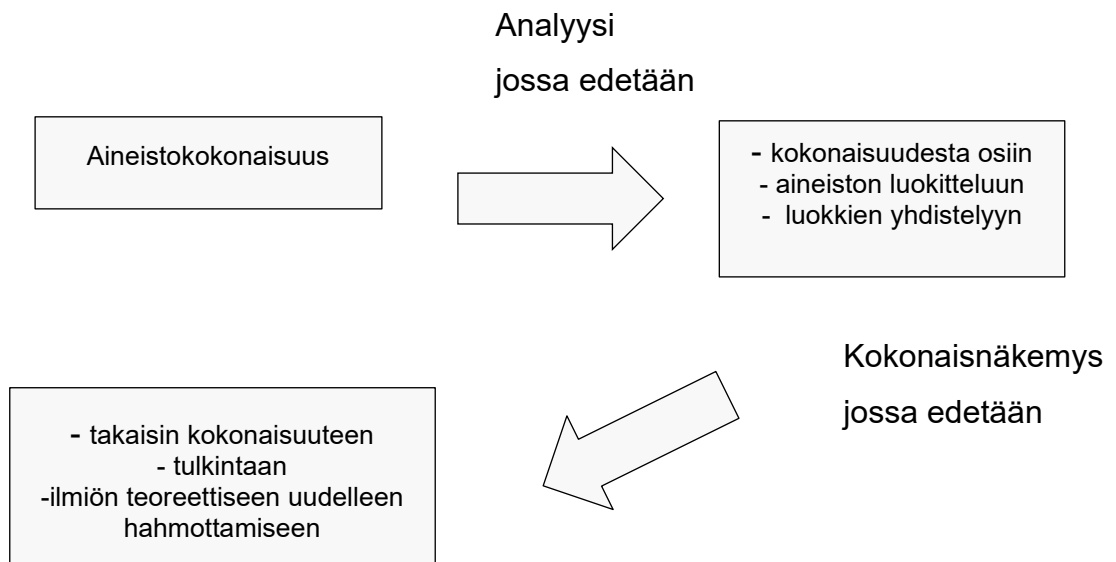 Analyysi
jossa edetään
Aineistokokonaisuus
- kokonaisuudesta osiin
- aineiston luokitteluun
- luokkien yhdistelyyn
Kokonaisnäkemys
jossa edetään
- takaisin kokonaisuuteen
- tulkintaan
-ilmiön teoreettiseen uudelleen
hahmottamiseen